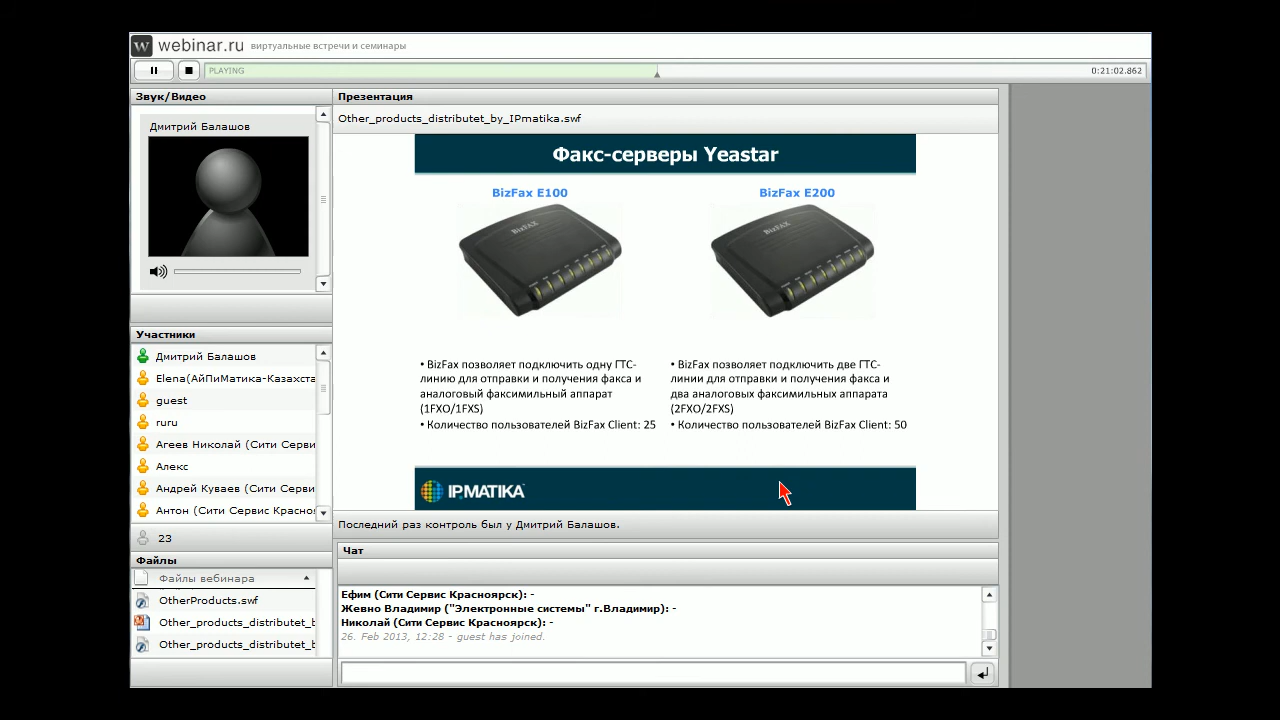 webinar.ru виртуальные встречи и семинары
PLAYING 0:21:02.862
Звук/Видео
Дмитрий Балашов
Участники
Дмитрий Балашов
Elena(АйПиМатика-Казахста
guest
ruru
Агеев Николай (Сити Серви
Алекс
Андрей Куваев (Сити Серви
Антон (Сити Сервис Красно
23
Файлы
Файлы вебинара
OtherProducts.swf
Other_products_distributet_b
Other_products_distributet_b
Презентация
Other_products_distributet_by_IPmatika.swf
Факс-серверы Yeastar
BizFax E100
BizFAX
• BizFax позволяет подключить одну ГТС-
линию для отправки и получения факса и
аналоговый факсимильный аппарат
(1FXO/1FXS)
• Количество пользователей BizFax Client: 25
BizFax E200
BizFAX
• BizFax позволяет подключить две ГТС-
линии для отправки и получения факса и
два аналоговых факсимильных аппарата
(2FXO/2FXS)
• Количество пользователей BizFax Client: 50
IPMATIKA
Последний раз контроль был у Дмитрий Балашов.
Чат
Ефим (Сити Сервис Красноярск): -
Жевно Владимир ("Электронные системы" г.Владимир): -
Николай (Сити Сервис Красноярск): -
26. Feb 2013, 12:28 - guest has joined.